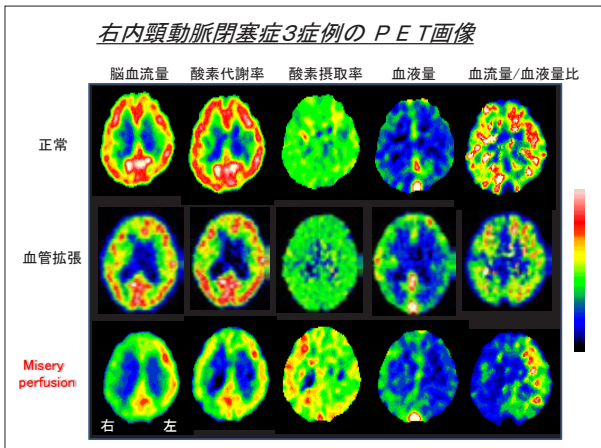 右内頸動脈閉塞症3症例の PET画像
脳血流量 酸素代謝率 酸素摂取率 血液量 血流量/血液量比
正常
血管拡張
Misery
perfusion
右 左